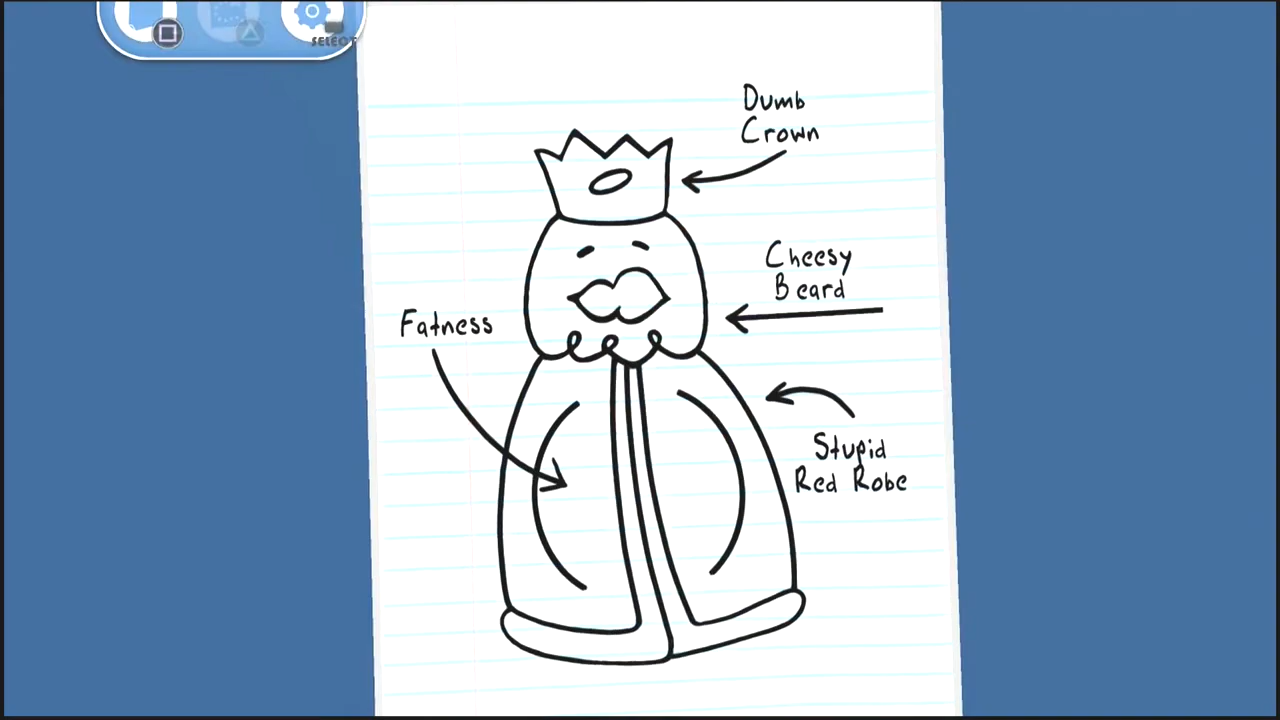 SELECT
Dumb
Crown
Cheesy
Beard
Fatness
Stupid
Red Robe